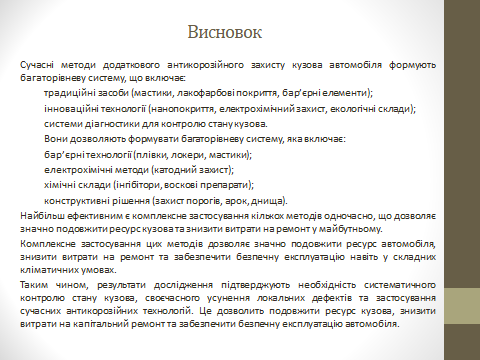 Висновок
Сучасні методи додаткового антикорозійного захисту кузова автомобіля формують
багаторівневу систему, що включає:
традиційні засоби (мастики, лакофарбові покриття, бар'єрні елементи);
інноваційні технології (нанопокриття, електрохімічний захист, екологічні склади);
системи діагностики для контролю стану кузова.
Вони дозволяють формувати багаторівневу систему, яка включає:
бар'єрні технології (плівки, локери, мастики);
електрохімічні методи (катодний захист);
хімічні склади (інгібітори, воскові препарати);
конструктивні рішення (захист порогів, арок, днища).
Найбільш ефективним є комплексне застосування кількох методів одночасно, що дозволяє
значно подовжити ресурс кузова та знизити витрати на ремонт у майбутньому.
Комплексне застосування цих методів дозволяє значно подовжити ресурс автомобіля,
знизити витрати на ремонт та забезпечити безпечну експлуатацію навіть у складних
кліматичних умовах.
Таким чином, результати дослідження підтверджують необхідність систематичного
контролю стану кузова, своєчасного усунення локальних дефектів та застосування
сучасних антикорозійних технологій. Це дозволить подовжити ресурс кузова, знизити
витрати на капітальний ремонт та забезпечити безпечну експлуатацію автомобіля.